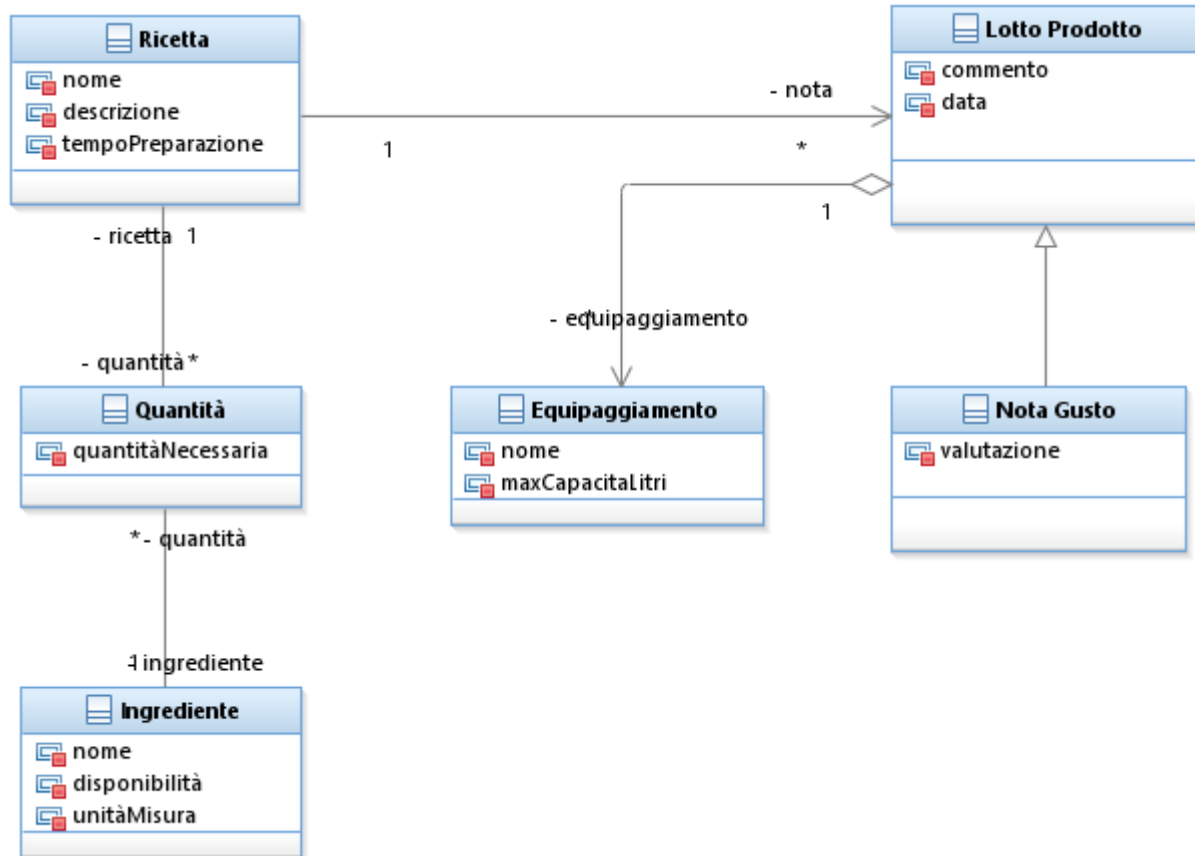 Ricetta
nome
descrizione
tempoPreparazione
Lotto Prodotto
commento
data
- nota
1
*
1
- ricetta 1
- equipaggiamento
*
- quantità *
Quantità
quantitàNecessaria
Equipaggiamento
nome
maxCapacitaLitri
Nota Gusto
valutazione
* - quantità
1
- ingrediente
Ingrediente
nome
disponibilità
unitàMisura